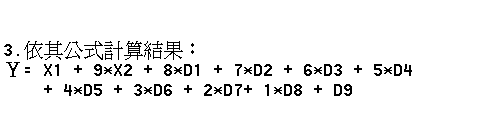 3.依其公式計算結果：
Y= X1 + 9*X2 + 8*D1 + 7*D2 + 6*D3 + 5*D4
+ 4*D5 + 3*D6 + 2*D7+ 1*D8 + D9